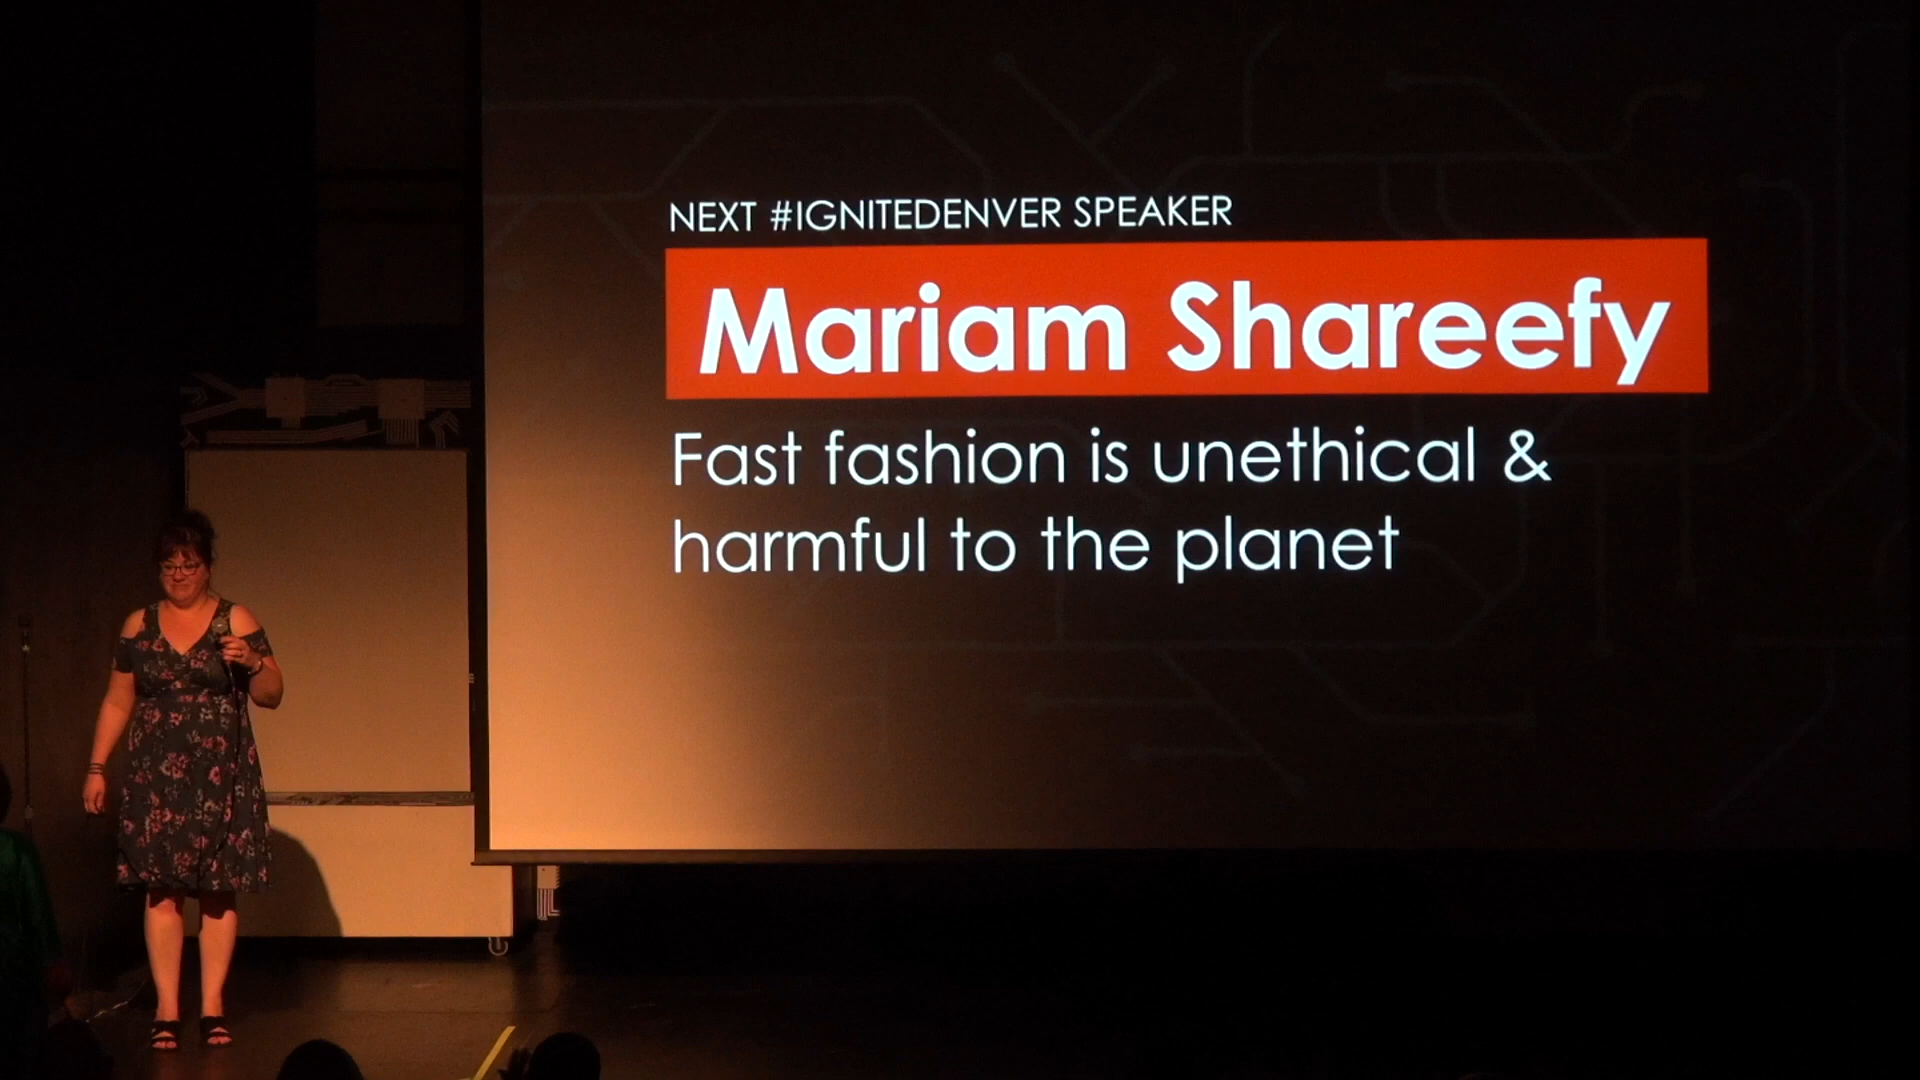 NEXT #IGNITEDENVER SPEAKER
Mariam Shareefy
Fast fashion is unethical &
harmful to the planet